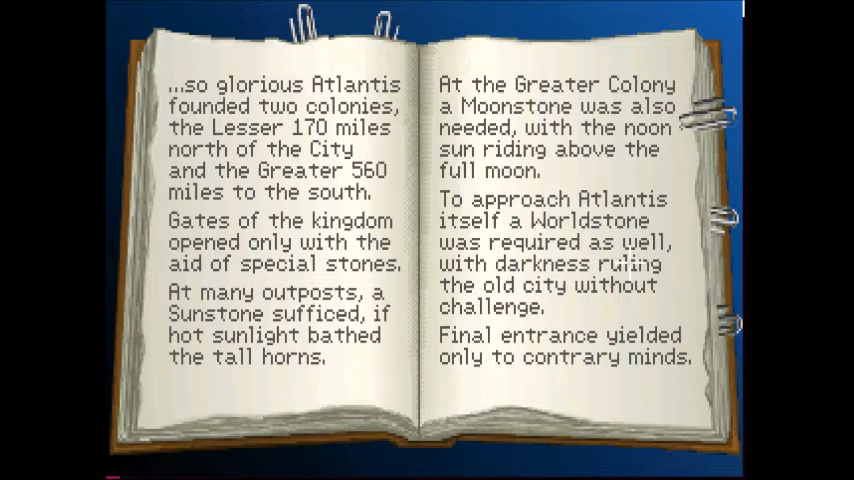 ...so glorious Atlantis
founded two colonies,
the Lesser 170 miles
north of the City
and the Greater 560
miles to the south.
Gates of the kingdom
opened only with the
aid of special stones.
At many outposts, a
Sunstone sufficed, if
hot sunlight bathed
the tall horns.
At the Greater Colony
a Moonstone was also
needed, with the noon
sun riding above the
full moon.
To approach Atlantis
itself a Worldstone
was required as well,
with darkness ruling
the old city without
challenge.
Final entrance yielded
only to contrary minds.